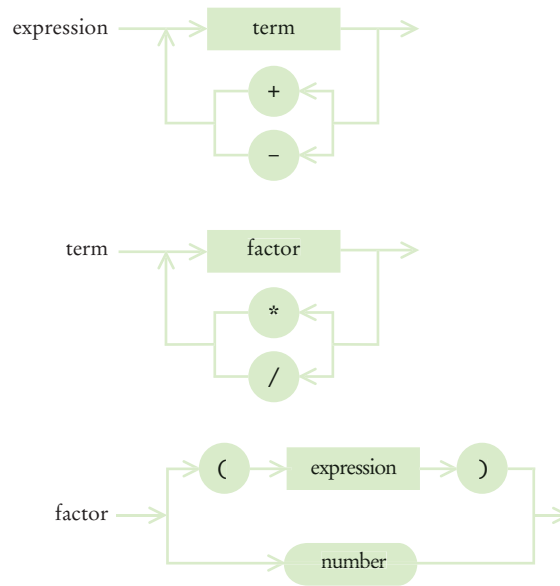 expression term
+
-
term factor
*
/
( expression )
factor
number